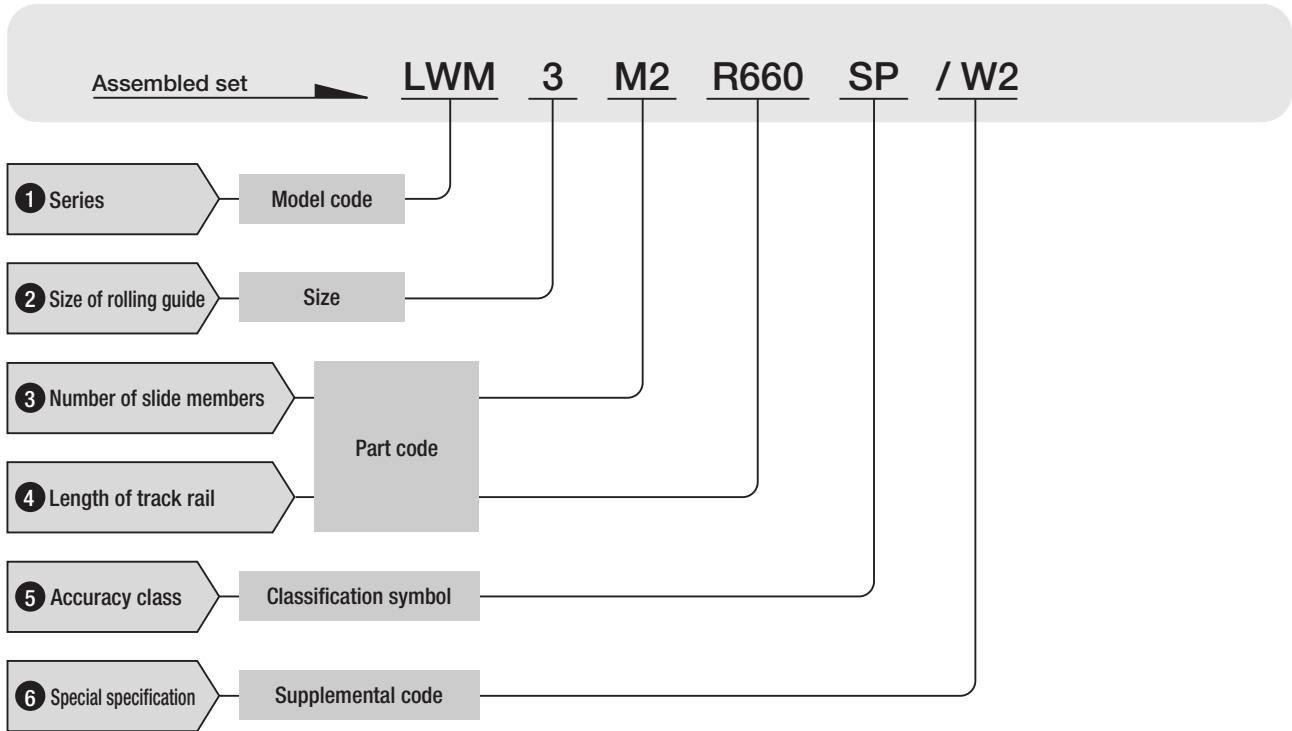 Assembled set LWM 3 M2 R660 SP / W2
1 Series Model code
2 Size of rolling guide Size
3 Number of slide members
Part code
4 Length of track rail
5 Accuracy class Classification symbol
6 Special specification Supplemental code